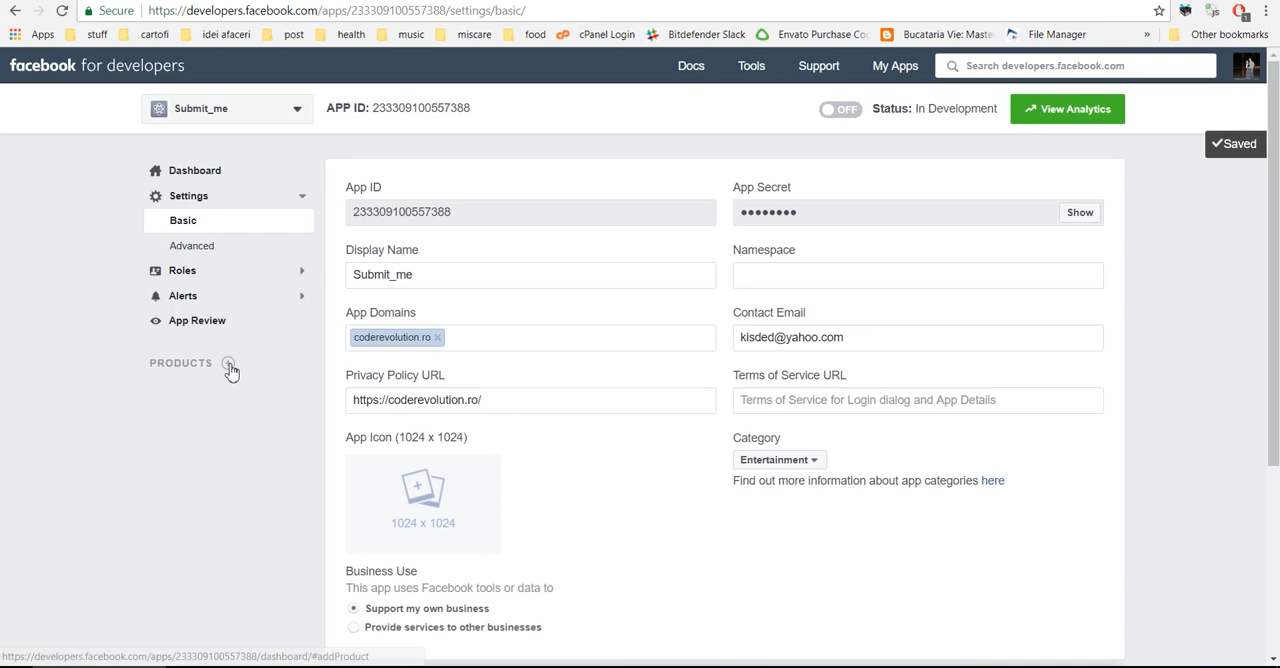 Secure https://developers.facebook.com/apps/233309100557388/settings/basic/
Apps stuff cartofi idei afaceri post health music mrcare food cPanel Login Bitdefender Slack Envato Purchase Co Bucataria Vie: Maste File Manager » Other bookmarks
facebook for developers Docs Tools Support My Apps Search developers.facebook.com
Submit_me APP ID: 233309100557388 OFF Status: In Development View Analytics
Saved
Dashboard
Settings
Basic
Advanced
Roles
Alerts
App Review
PRODUCTS
App ID App Secret
233309100557388 •••••••• Show
Display Name Namespace
Submit_me
App Domains Contact Email
coderevolution.ro × kisded@yahoo.com
Privacy Policy URL Terms of Service URL
https://coderevolution.ro/ Terms of Service for Login dialog and App Details
App Icon (1024 x 1024) Category
Entertainment
Find out more information about app categories here
1024 x 1024
Business Use
This app uses Facebook tools or data to
Support my own business
Provide services to other businesses
https://developers.facebook.com/apps/233309100557388/dashboard/#addProduct